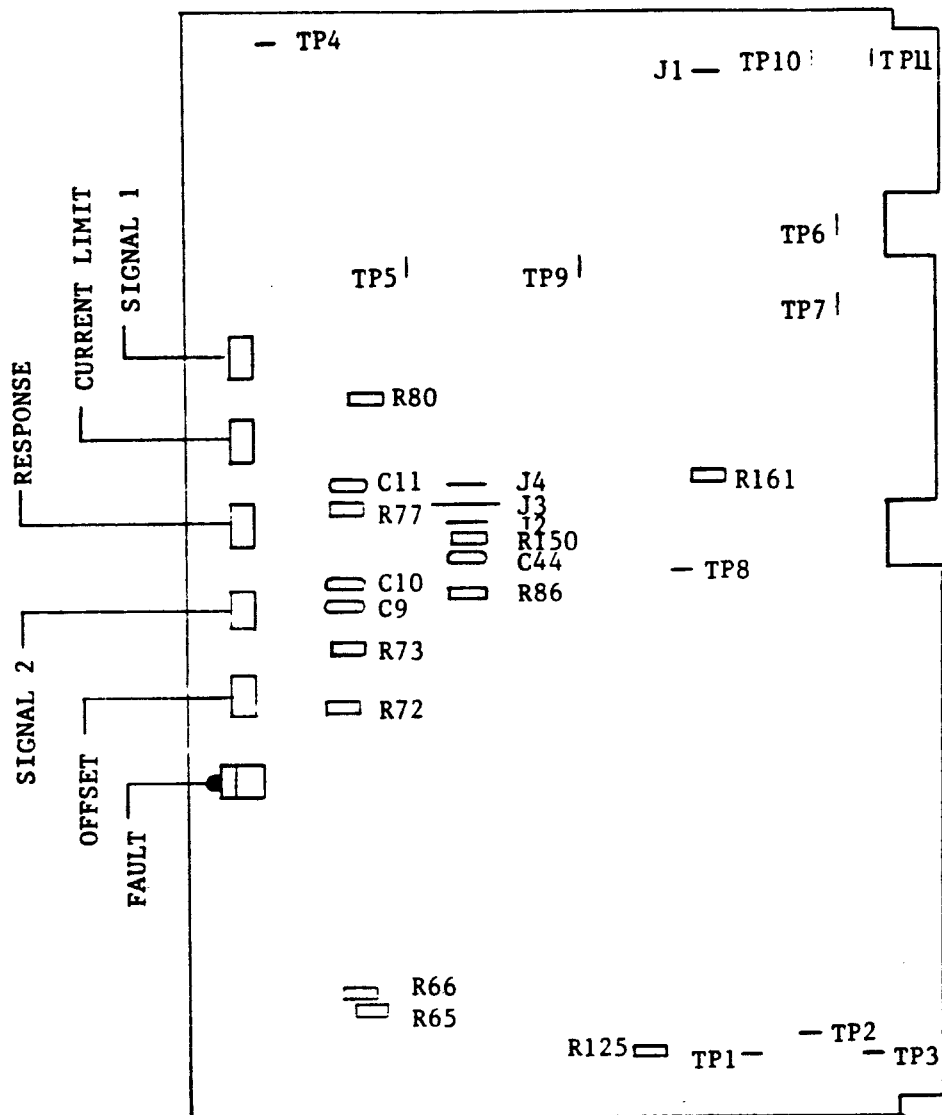 TP4
J1
TP10
TP11
SIGNAL 1
CURRENT LIMIT
RESPONSE
TP6
TP5
TP9
TP7
R80
C11
J4
R161
R77
J3
J2
R150
C44
TP8
C10
R86
C9
R73
SIGNAL 2
R72
OFFSET
FAULT
R66
R65
TP2
R125
TP1
TP3